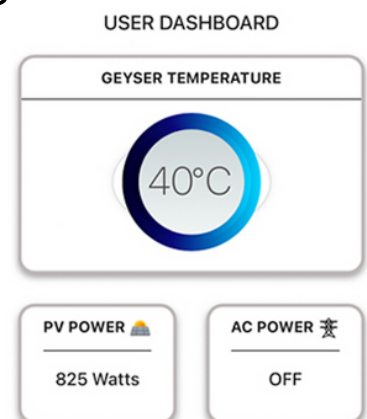 USER DASHBOARD
GEYSER TEMPERATURE
40°C
PV POWER
AC POWER
825 Watts
OFF